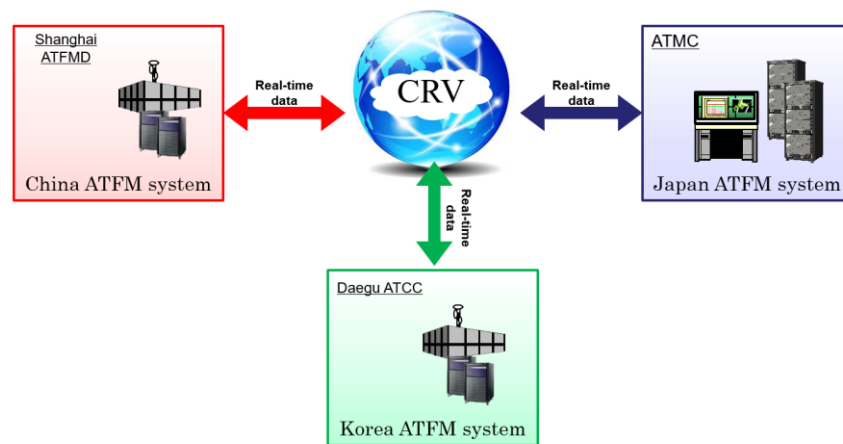 Shanghai
ATFMD
Real-time
data
China ATFM system
CRV
Real-time
data
ATMC
Japan ATFM system
Real-time
data
Daegu ATCC
Korea ATFM system